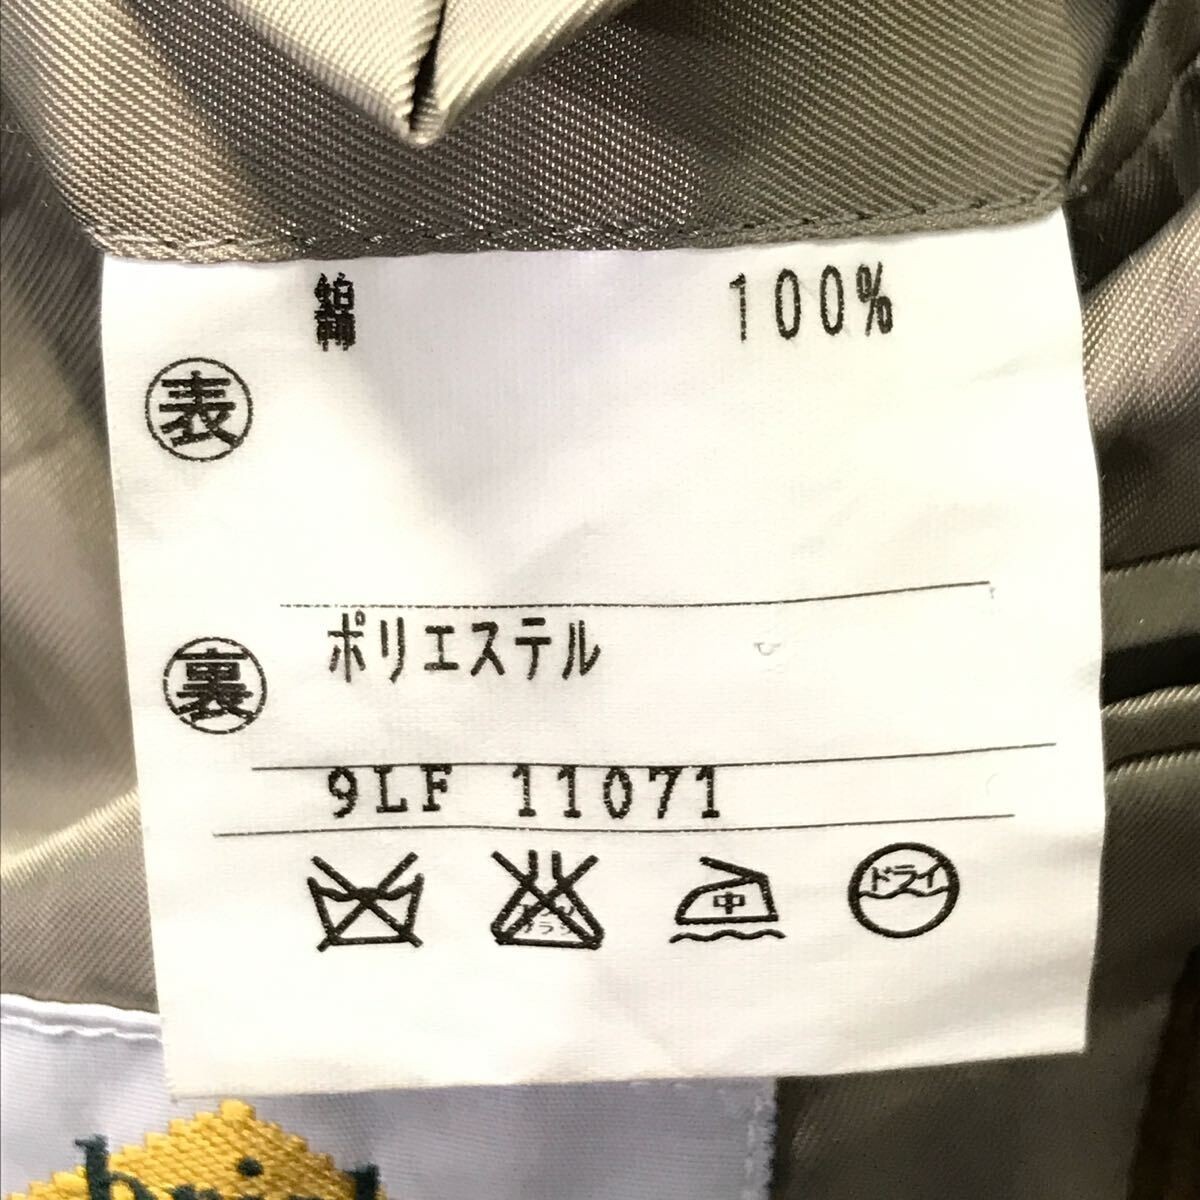 綿 100%
表
裏 ポリエステル
9LF 11071
中 ドライ